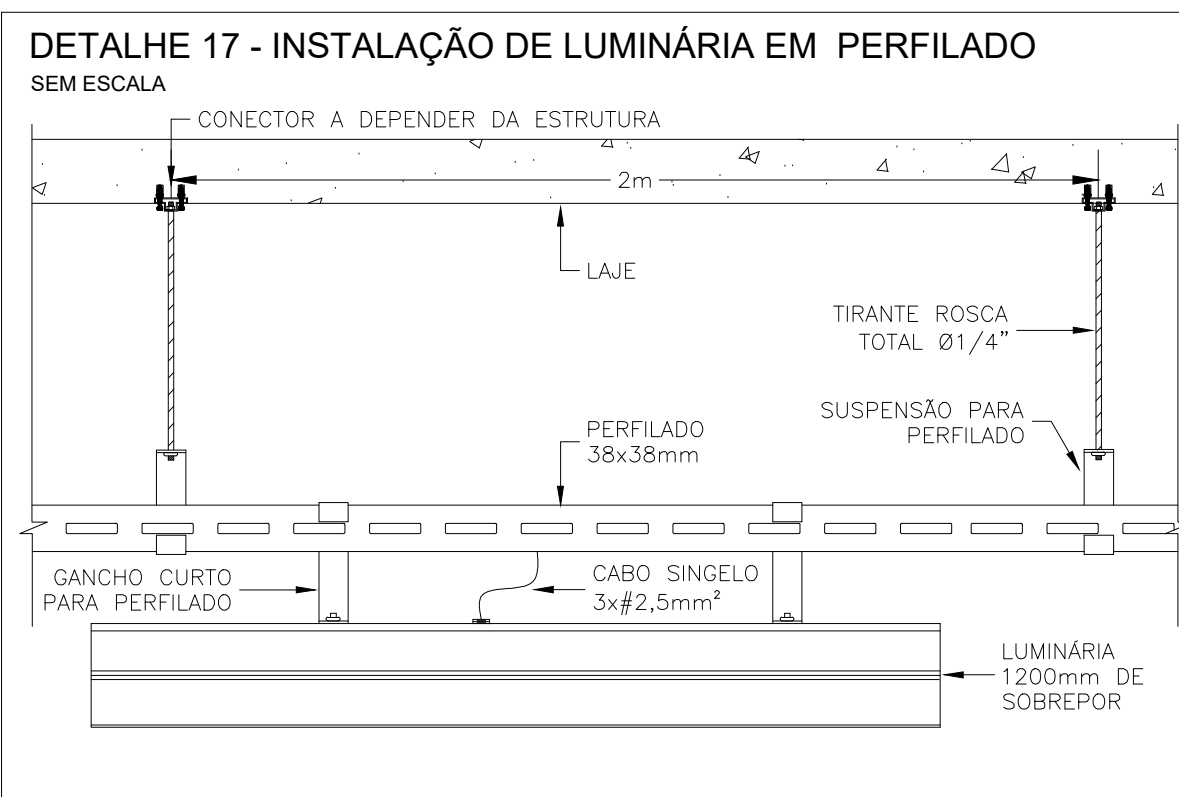 DETALHE 17 - INSTALAÇÃO DE LUMINÁRIA EM PERFILADO
SEM ESCALA
CONECTOR A DEPENDER DA ESTRUTURA
2m
LAJE
TIRANTE ROSCA
TOTAL Ø1/4"
SUSPENSÃO PARA
PERFILADO
PERFILADO
38x38mm
GANCHO CURTO
PARA PERFILADO
CABO SINGELO
3x#2,5mm²
LUMINÁRIA
1200mm DE
SOBREPOR